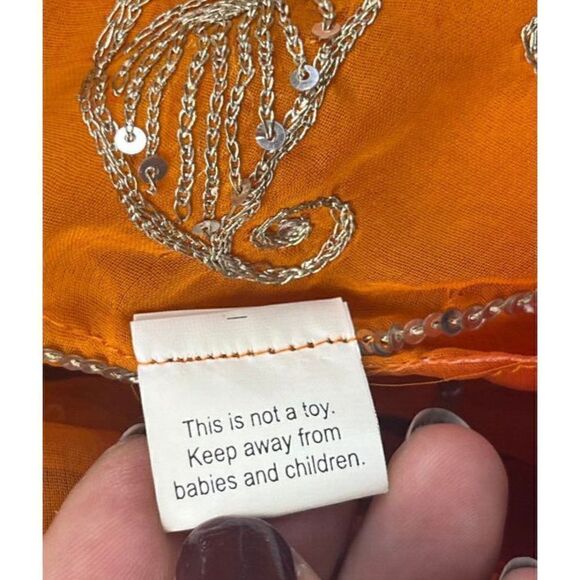 This is not a toy.
Keep away from
babies and children.